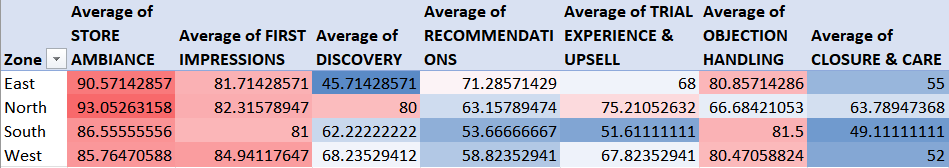 Zone Average of STORE AMBIANCE Average of FIRST IMPRESSIONS Average of DISCOVERY Average of RECOMMENDATIONS Average of TRIAL EXPERIENCE & UPSELL Average of OBJECTION HANDLING Average of CLOSURE & CARE
East 90.57142857 81.71428571 45.71428571 71.28571429 68 80.85714286 55
North 93.05263158 82.31578947 80 63.15789474 75.21052632 66.68421053 63.78947368
South 86.55555556 81 62.22222222 53.66666667 51.61111111 81.5 49.11111111
West 85.76470588 84.94117647 68.23529412 58.82352941 67.82352941 80.47058824 52